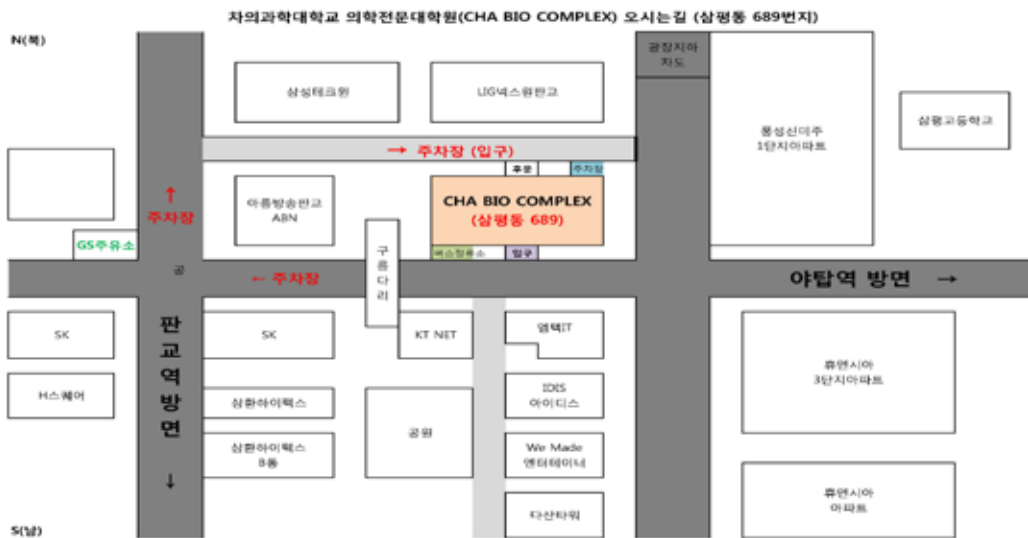 차의과학대학교 의학전문대학원(CHA BIO COMPLEX) 오시는길 (삼평동 689번지)
N(북)
광장지하
차도
삼성테크윈
LIG넥스원판교
풍성신미주
1단지아파트
삼평고등학교
→ 주차장 (입구)
후문
주차장
↑
주차장
아름방송판교
ABN
CHA BIO COMPLEX
(삼평동 689)
GS주유소
구름다리
버스정류소
입구
공
← 주차장
야탑역 방면 →
판교역방면
↓
SK
SK
KT NET
엠텍IT
휴먼시아
3단지아파트
H스퀘어
삼환하이펙스
공원
IDIS
아이디스
삼환하이펙스
B동
We Made
엔터테이너
휴먼시아
아파트
다산타워
S(남)